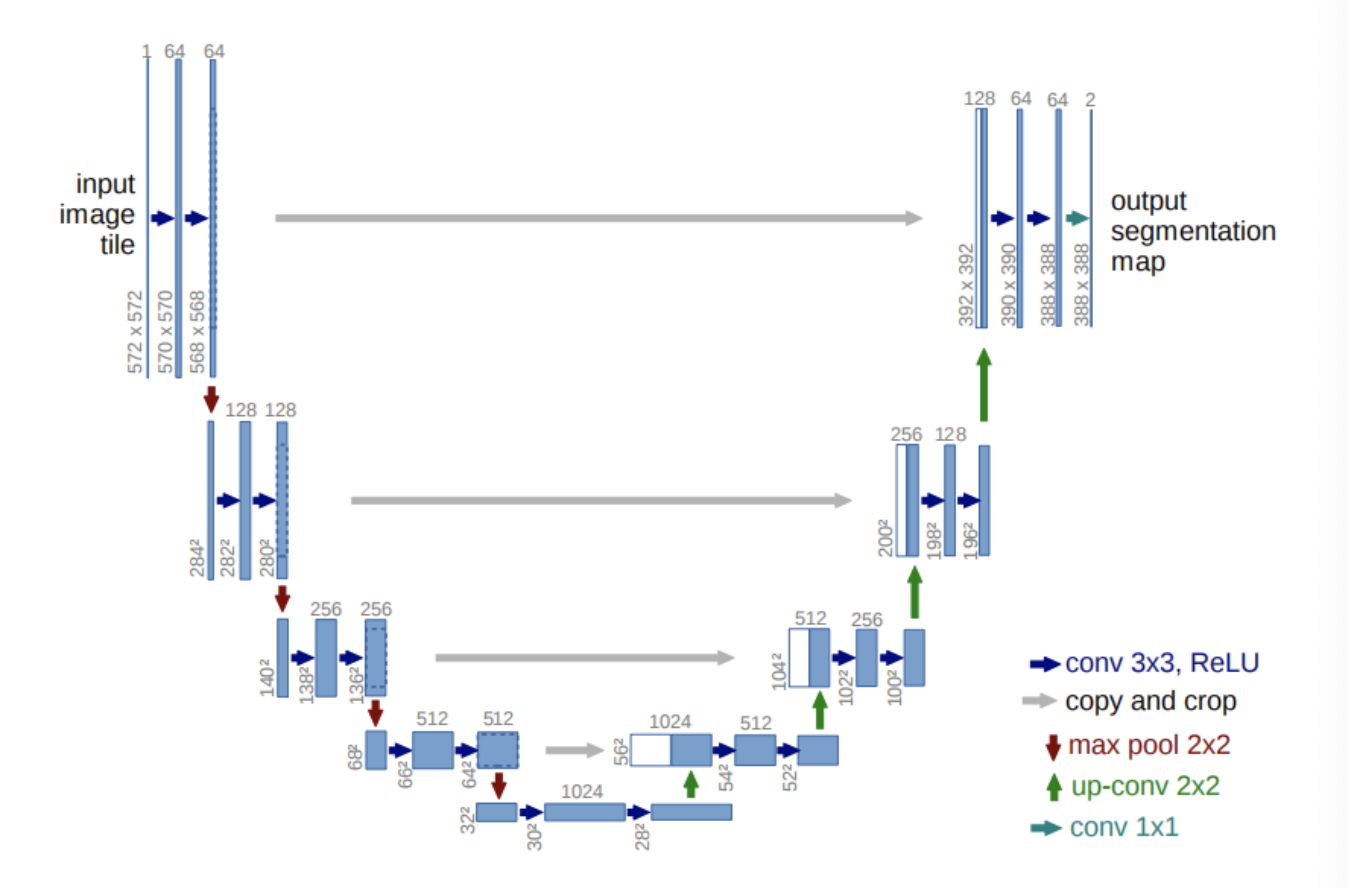 1 64 64
input
image
tile
572 x 572
570 x 570
568 x 568
128 64 64 2
392 x 392
390 x 390
388 x 388
388 x 388
output
segmentation
map
128 128
284²
282²
280²
256 128
200²
198²
196²
256 256
140²
138²
136²
512 256
104²
102²
100²
512 512
68²
66²
64²
1024 512
56²
54²
52²
1024
32²
30²
28²
conv 3x3, ReLU
copy and crop
max pool 2x2
up-conv 2x2
conv 1x1